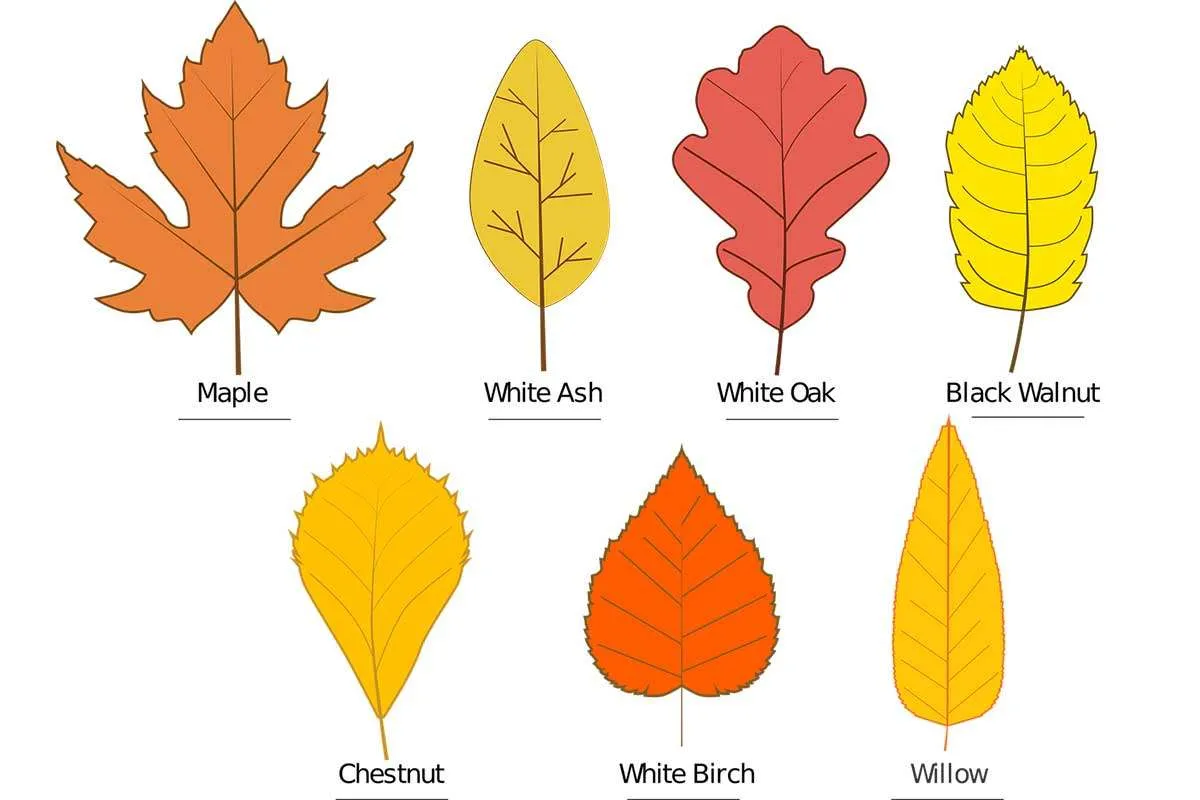 Maple
White Ash
White Oak
Black Walnut
Chestnut
White Birch
Willow